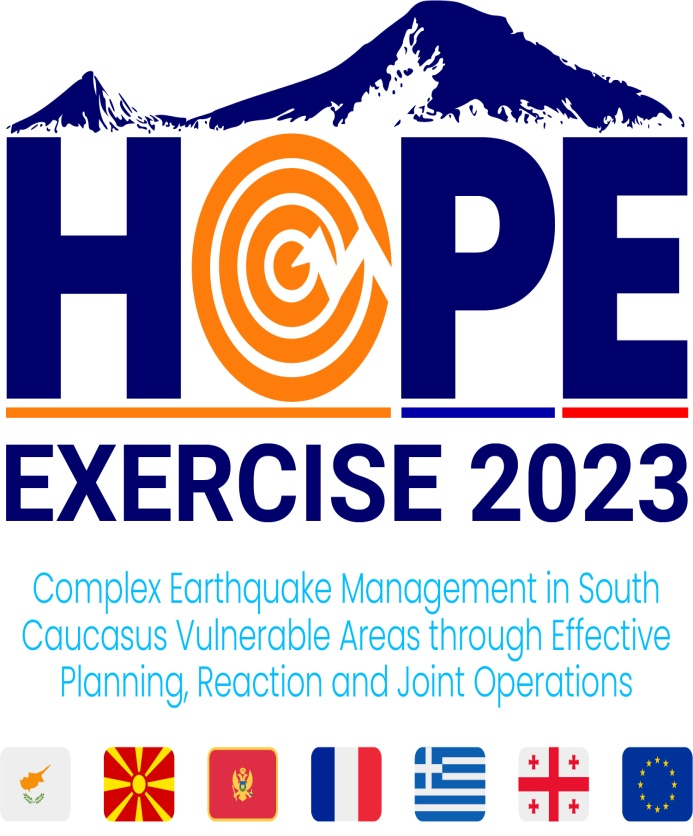 HOPE
EXERCISE 2023
Complex Earthquake Management in South
Caucasus Vulnerable Areas through Effective
Planning, Reaction and Joint Operations